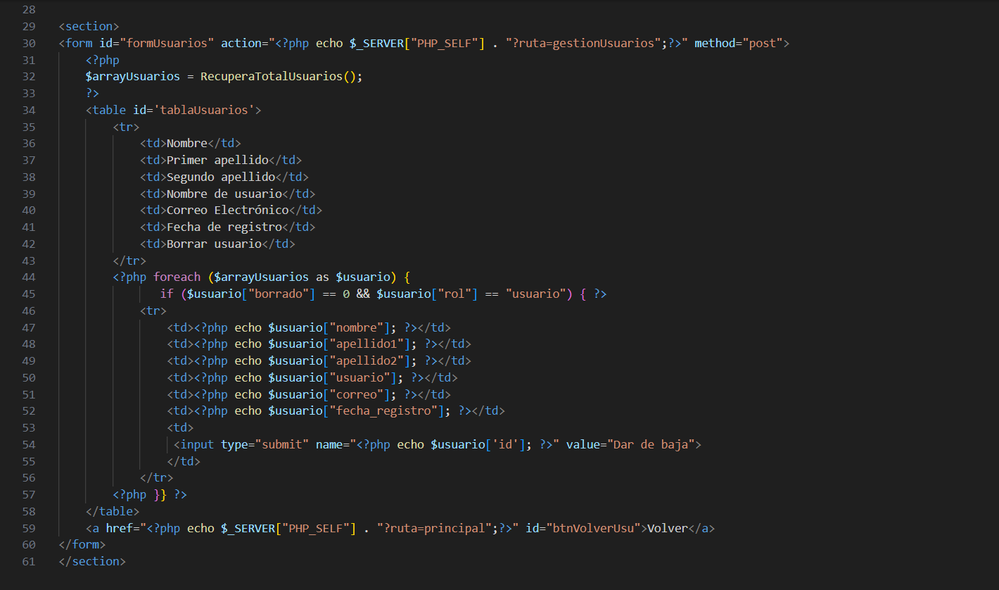 28
29 <section>
30 <form id="formUsuarios" action="<?php echo $_SERVER["PHP_SELF"] . "?ruta=gestionUsuarios";?>" method="post">
31     <?php
32     $arrayUsuarios = RecuperaTotalUsuarios();
33     ?>
34     <table id='tablaUsuarios'>
35         <tr>
36             <td>Nombre</td>
37             <td>Primer apellido</td>
38             <td>Segundo apellido</td>
39             <td>Nombre de usuario</td>
40             <td>Correo Electrónico</td>
41             <td>Fecha de registro</td>
42             <td>Borrar usuario</td>
43         </tr>
44         <?php foreach ($arrayUsuarios as $usuario) {
45                if ($usuario["borrado"] == 0 && $usuario["rol"] == "usuario") { ?>
46             <tr>
47                 <td><?php echo $usuario["nombre"]; ?></td>
48                 <td><?php echo $usuario["apellido1"]; ?></td>
49                 <td><?php echo $usuario["apellido2"]; ?></td>
50                 <td><?php echo $usuario["usuario"]; ?></td>
51                 <td><?php echo $usuario["correo"]; ?></td>
52                 <td><?php echo $usuario["fecha_registro"]; ?></td>
53                 <td>
54                  <input type="submit" name="<?php echo $usuario['id']; ?>" value="Dar de baja">
55                 </td>
56             </tr>
57         <?php }} ?>
58     </table>
59     <a href="<?php echo $_SERVER["PHP_SELF"] . "?ruta=principal";?>" id="btnVolverUsu">Volver</a>
60 </form>
61 </section>